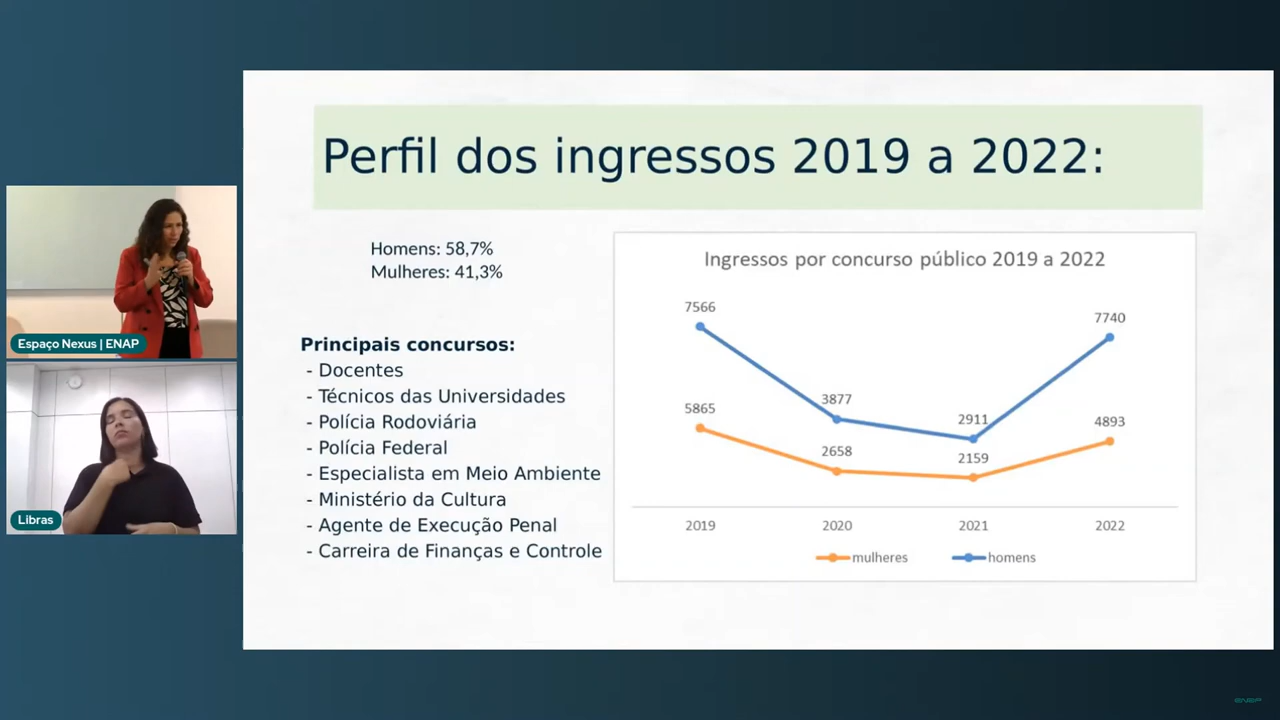 Perfil dos ingressos 2019 a 2022:
Homens: 58,7%
Mulheres: 41,3%
Principais concursos:
- Docentes
- Técnicos das Universidades
- Polícia Rodoviária
- Polícia Federal
- Especialista em Meio Ambiente
- Ministério da Cultura
- Agente de Execução Penal
- Carreira de Finanças e Controle
Ingressos por concurso público 2019 a 2022
7566
7740
3877
2911
5865
4893
2658
2159
2019 2020 2021 2022
mulheres homens
Espaço Nexus | ENAP
Libras
ENAP